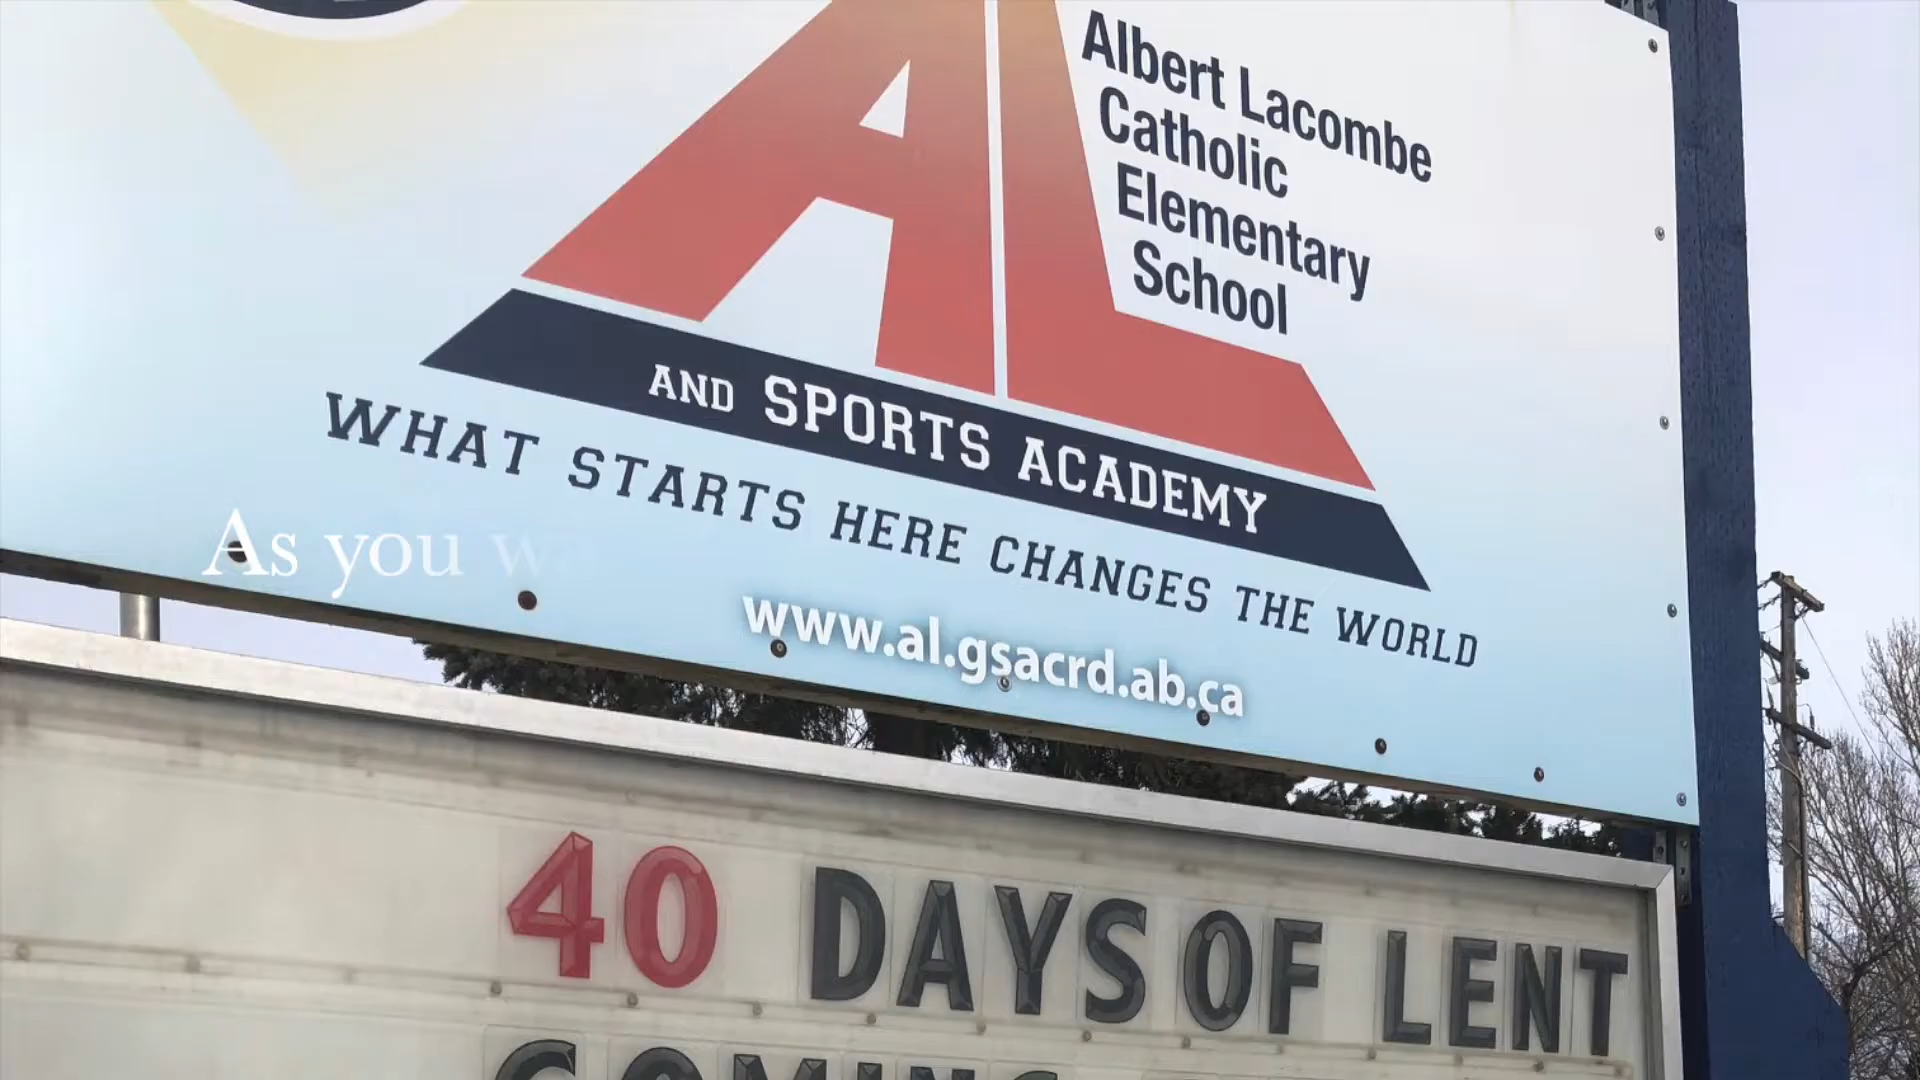 AL
Albert Lacombe
Catholic
Elementary
School
AND SPORTS ACADEMY
WHAT STARTS HERE CHANGES THE WORLD
As you
www.al.gsacrd.ab.ca
40 DAYS OF LENT
COMING